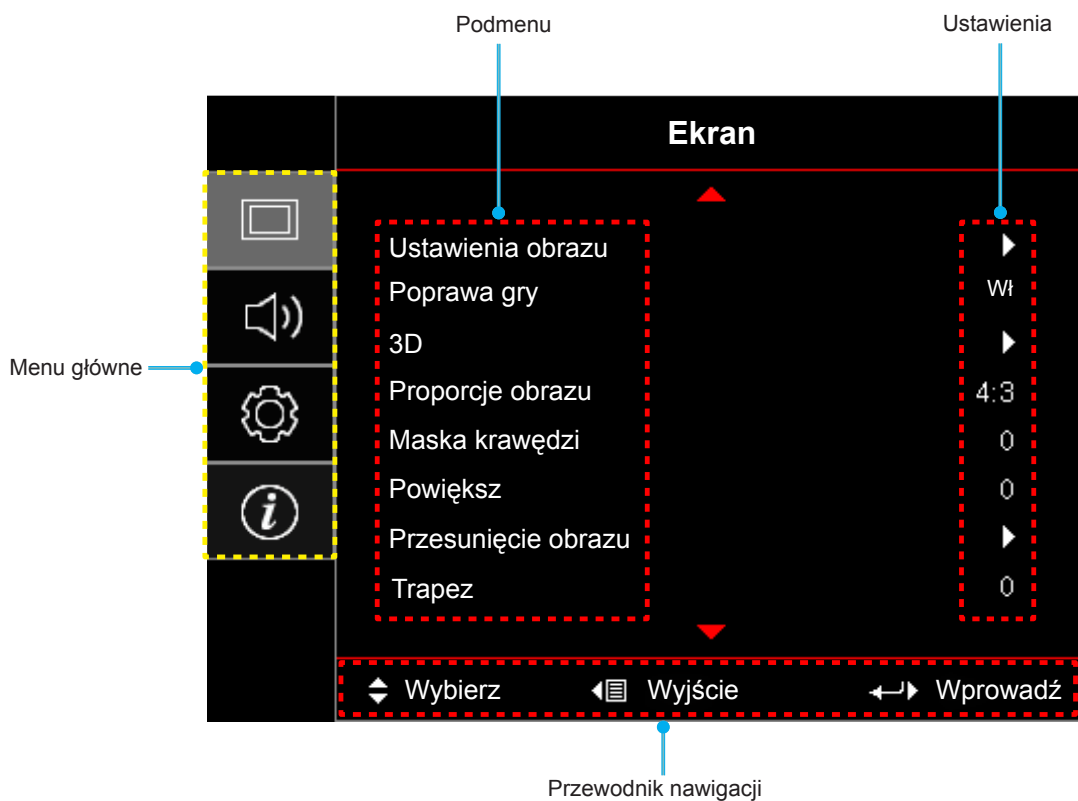 Podmenu
Ustawienia
Ekran
Menu główne
Ustawienia obrazu
Poprawa gry Wł
3D
Proporcje obrazu 4:3
Maska krawędzi 0
Powiększ 0
Przesunięcie obrazu
Trapez 0
Wybierz Wyjście Wprowadź
Przewodnik nawigacji